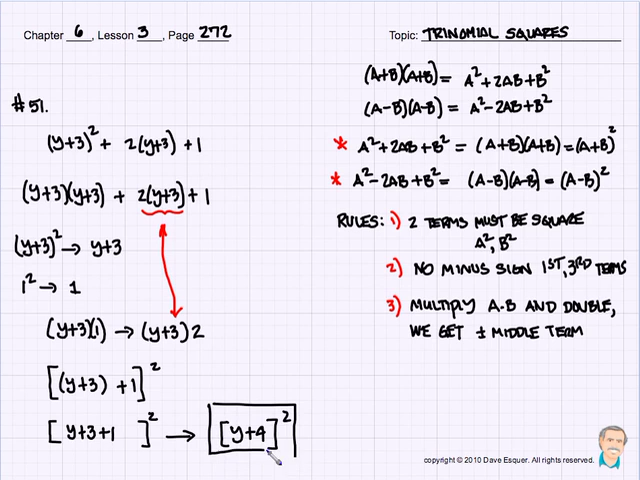 Chapter 6, Lesson 3, Page 272
Topic: TRINOMIAL SQUARES
#51.
(y+3)² + 2(y+3) + 1
(y+3)(y+3) + 2(y+3) + 1
(y+3)² → y+3
1² → 1
(y+3)(1) → (y+3)2
[(y+3) + 1]²
[y+3+1]² → [y+4]²
(A+B)(A+B) = A² + 2AB + B²
(A-B)(A-B) = A² - 2AB + B²
* A² + 2AB + B² = (A+B)(A+B) = (A+B)²
* A² - 2AB + B² = (A-B)(A-B) = (A-B)²
RULES: 1) 2 TERMS MUST BE SQUARE
A², B²
2) NO MINUS SIGN 1ST, 3RD TERMS
3) MULTIPLY A·B AND DOUBLE,
WE GET ± MIDDLE TERM
copyright © 2010 Dave Esquer. All rights reserved.